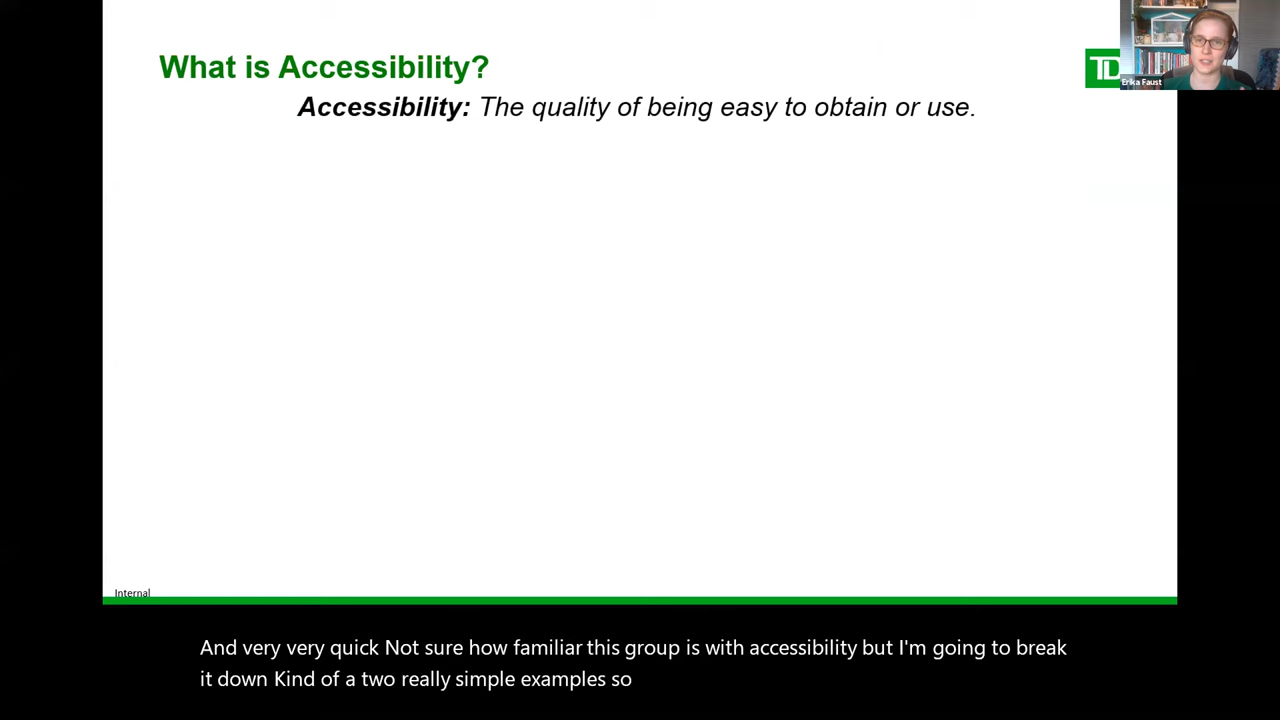 What is Accessibility?
TD
Erika Faust
Accessibility: The quality of being easy to obtain or use.
Internal
And very very quick Not sure how familiar this group is with accessibility but I'm going to break
it down Kind of a two really simple examples so